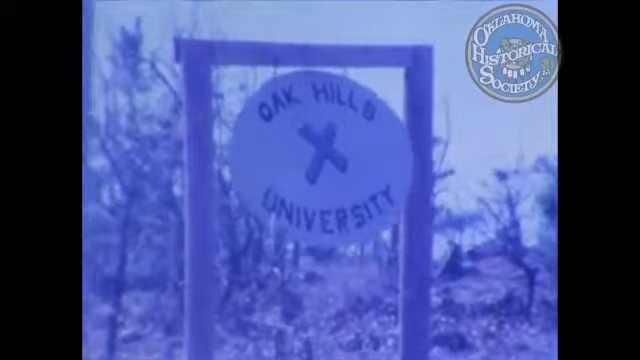 OKLAHOMA
HISTORICAL
SOCIETY
OAK HILLS
X
UNIVERSITY